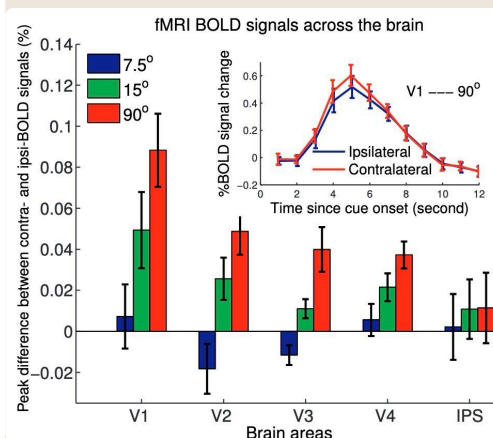 fMRI BOLD signals across the brain
Peak difference between contra- and ipsi-BOLD signals (%)
0.14
0.12
0.1
0.08
0.06
0.04
0.02
0
−0.02
7.5°
15°
90°
%BOLD signal change
0.6
0.4
0.2
0
−0.2
V1 −−− 90°
Ipsilateral
Contralateral
0 2 4 6 8 10 12
Time since cue onset (second)
V1 V2 V3 V4 IPS
Brain areas